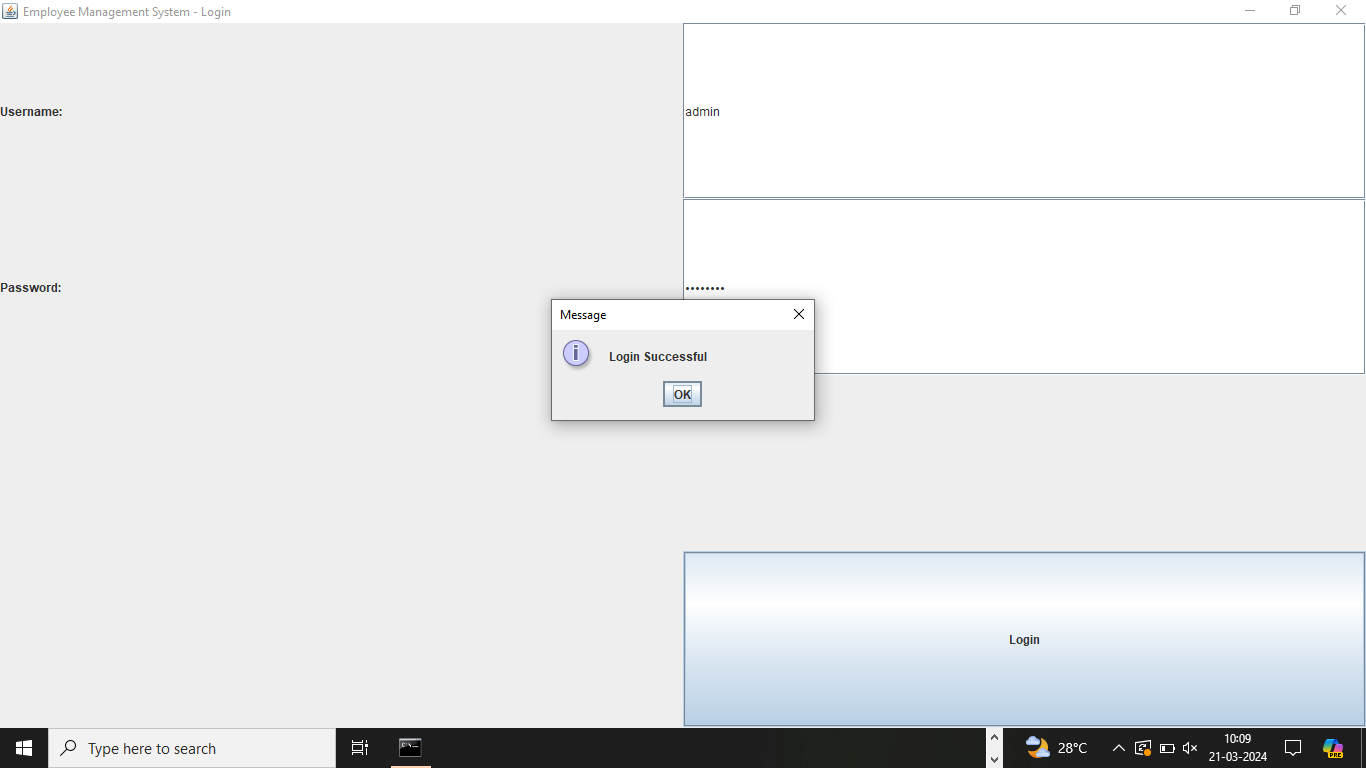 Employee Management System - Login
Username:
admin
Password:
••••••••
Message
i
Login Successful
OK
Login
Type here to search
28°C
10:09
21-03-2024
PRE